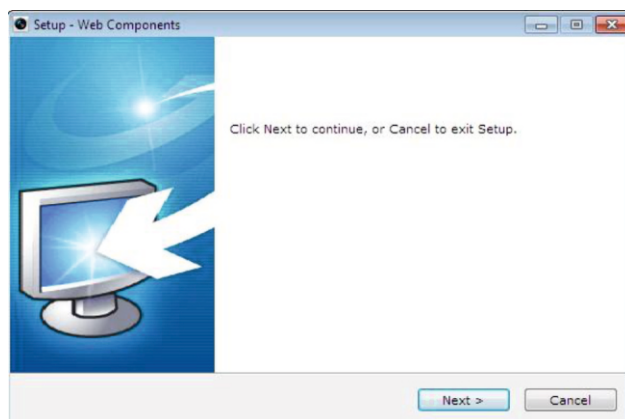 Setup - Web Components
Click Next to continue, or Cancel to exit Setup.
Next >
Cancel